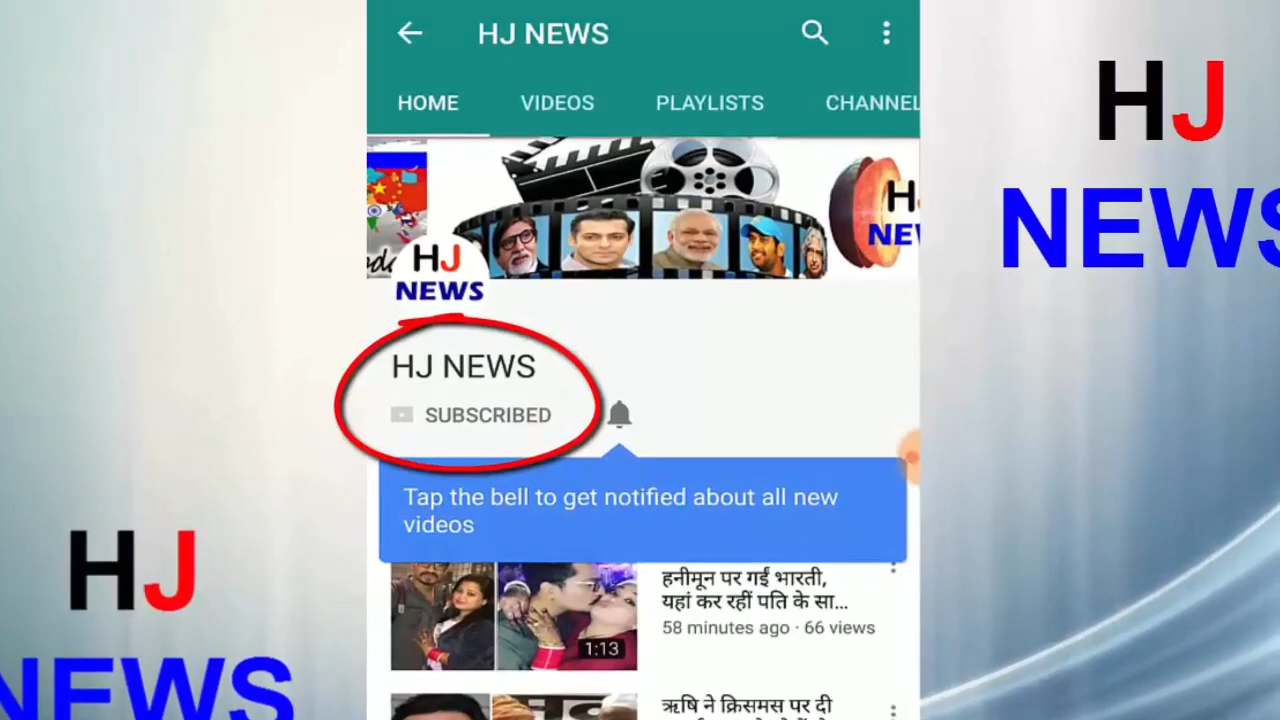 HJ NEWS
HOME VIDEOS PLAYLISTS CHANNEL
HJ
NEWS
HJ
NEWS
HJ NEWS
SUBSCRIBED
Tap the bell to get notified about all new
videos
हनीमून पर गईं भारती,
यहां कर रहीं पति के सा...
58 minutes ago · 66 views
1:13
ऋषि ने क्रिसमस पर दी
HJ
NEWS